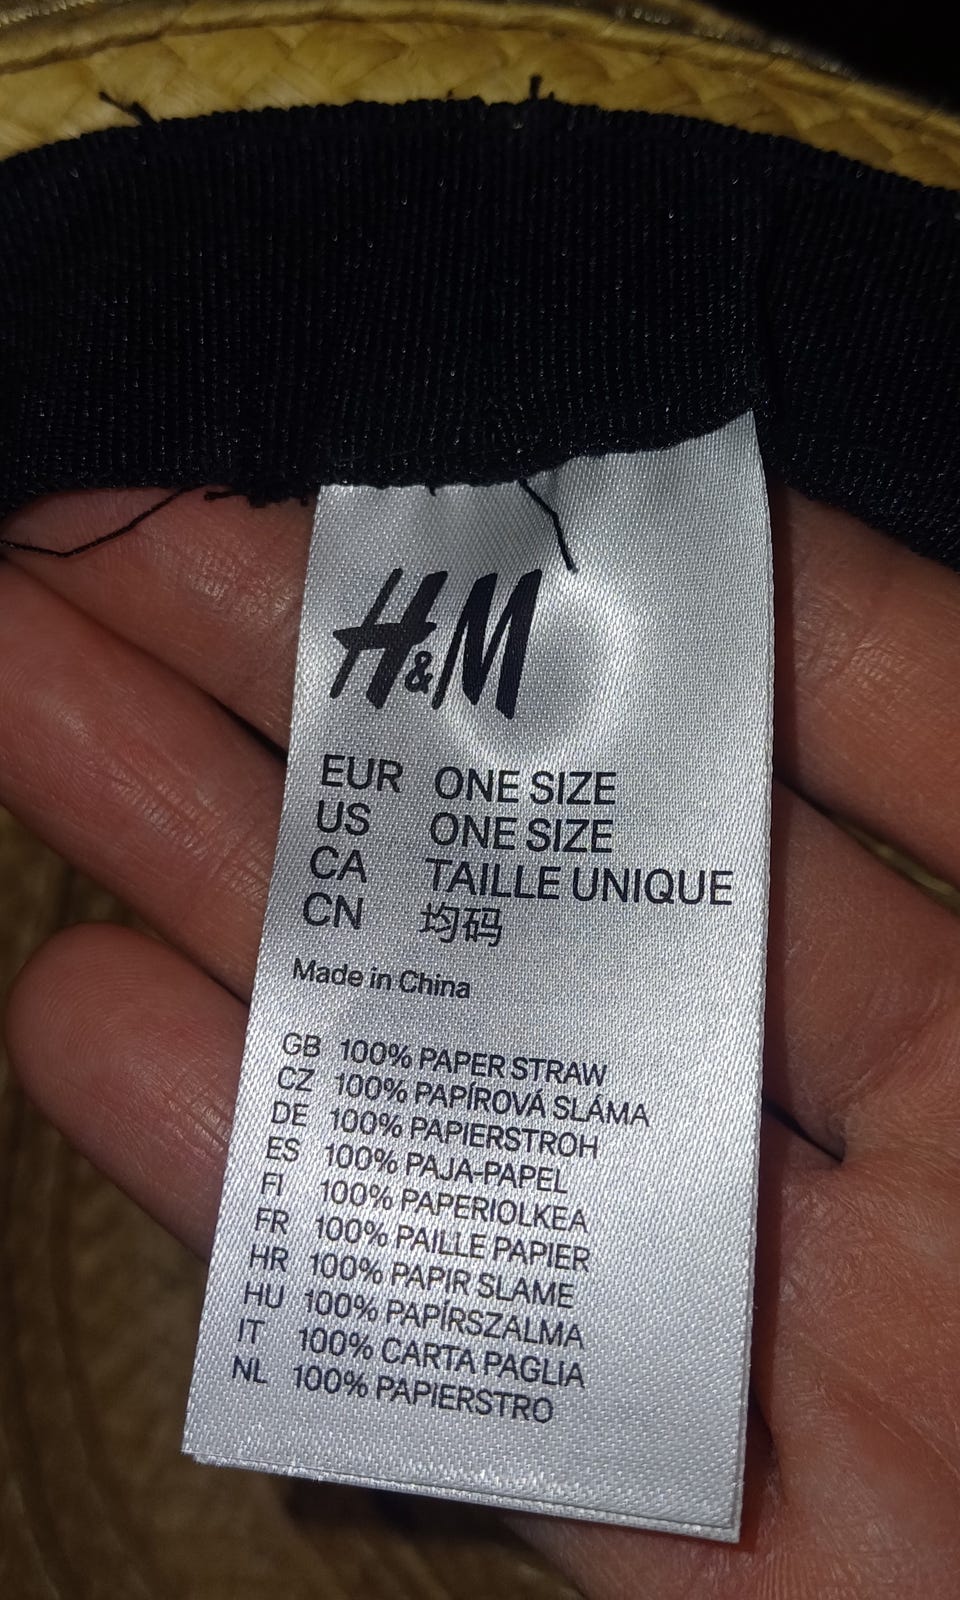 H&M
EUR ONE SIZE
US ONE SIZE
CA TAILLE UNIQUE
CN 均码
Made in China
GB 100% PAPER STRAW
CZ 100% PAPÍROVÁ SLÁMA
DE 100% PAPIERSTROH
ES 100% PAJA-PAPEL
FI 100% PAPERIOLKEA
FR 100% PAILLE PAPIER
HR 100% PAPIR SLAME
HU 100% PAPÍRSZALMA
IT 100% CARTA PAGLIA
NL 100% PAPIERSTRO